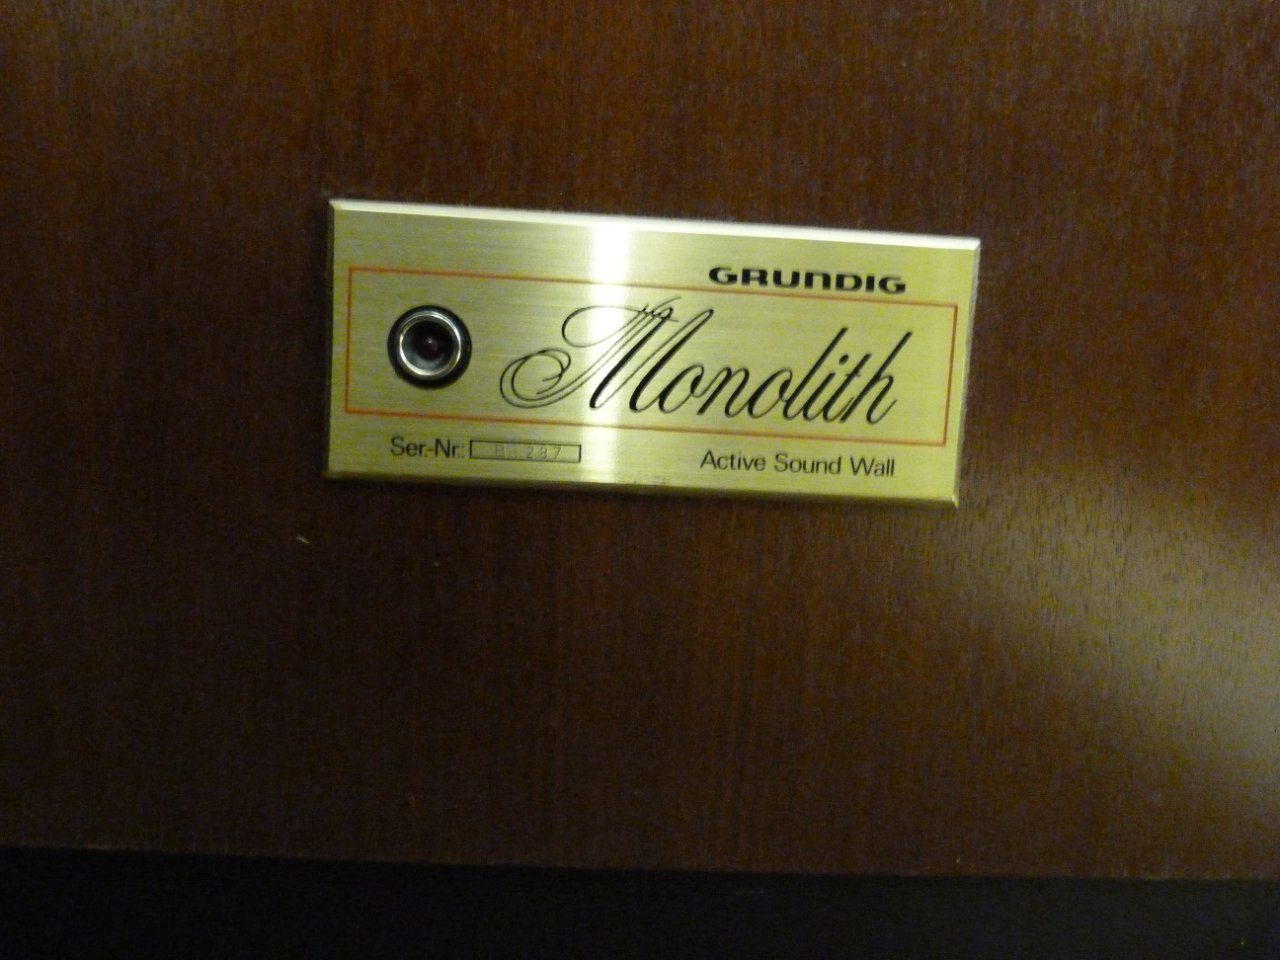 GRUNDIG
Monolith
Ser.-Nr.:
Active Sound Wall